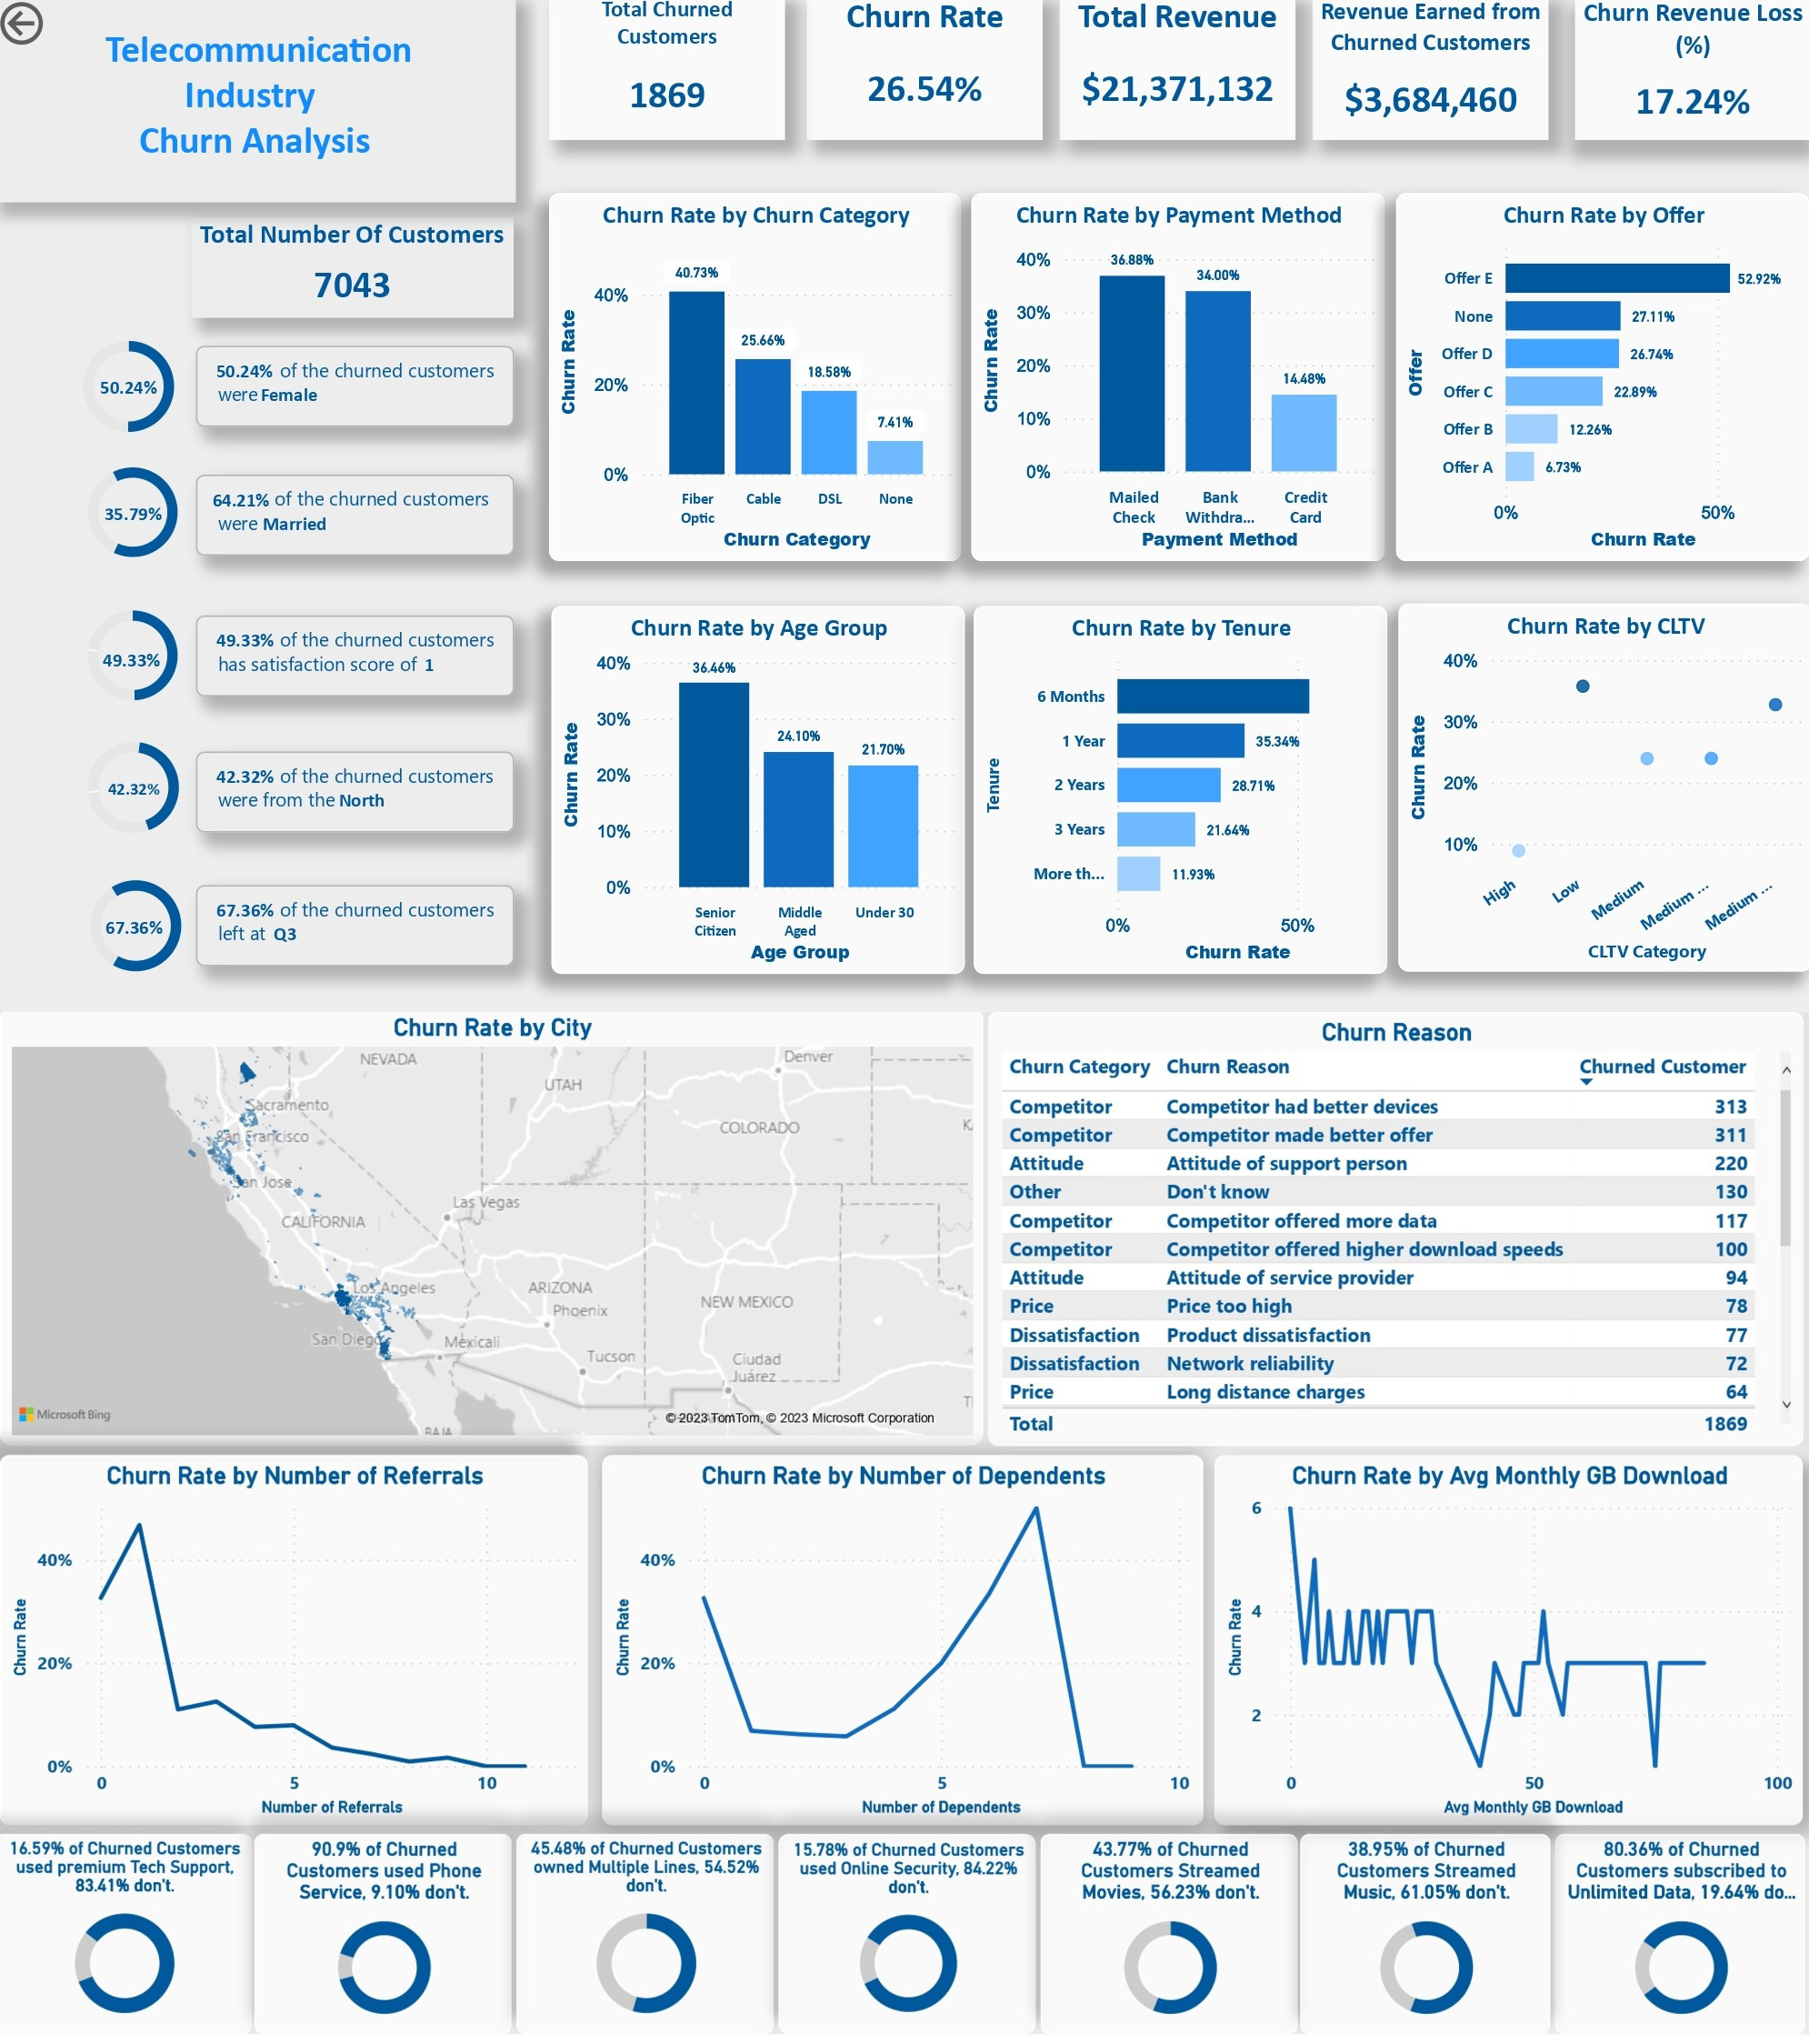 Telecommunication
Industry
Churn Analysis
Total Churned
Customers
1869
Churn Rate
26.54%
Total Revenue
$21,371,132
Revenue Earned from
Churned Customers
$3,684,460
Churn Revenue Loss
(%)
17.24%
Total Number Of Customers
7043
50.24%
50.24% of the churned customers
were Female
35.79%
64.21% of the churned customers
were Married
49.33%
49.33% of the churned customers
has satisfaction score of 1
42.32%
42.32% of the churned customers
were from the North
67.36%
67.36% of the churned customers
left at Q3
Churn Rate by Churn Category
Churn Rate
40%
20%
0%
40.73%
25.66%
18.58%
7.41%
Fiber
Optic
Cable
DSL
None
Churn Category
Churn Rate by Payment Method
Churn Rate
40%
30%
20%
10%
0%
36.88%
34.00%
14.48%
Mailed
Check
Bank
Withdra...
Credit
Card
Payment Method
Churn Rate by Offer
Offer
Offer E
52.92%
None
27.11%
Offer D
26.74%
Offer C
22.89%
Offer B
12.26%
Offer A
6.73%
0%
50%
Churn Rate
Churn Rate by Age Group
Churn Rate
40%
30%
20%
10%
0%
36.46%
24.10%
21.70%
Senior
Citizen
Middle
Aged
Under 30
Age Group
Churn Rate by Tenure
Tenure
6 Months
1 Year
35.34%
2 Years
28.71%
3 Years
21.64%
More th...
11.93%
0%
50%
Churn Rate
Churn Rate by CLTV
Churn Rate
40%
30%
20%
10%
High
Low
Medium
Medium ...
Medium ...
CLTV Category
Churn Rate by City
NEVADA
UTAH
Denver
COLORADO
Sacramento
San Francisco
San Jose
CALIFORNIA
Las Vegas
Los Angeles
ARIZONA
Phoenix
NEW MEXICO
San Diego
Mexicali
Tucson
Ciudad
Juárez
BAJA
Microsoft Bing
© 2023 TomTom, © 2023 Microsoft Corporation
Churn Reason
Churn Category Churn Reason Churned Customer
Competitor Competitor had better devices 313
Competitor Competitor made better offer 311
Attitude Attitude of support person 220
Other Don't know 130
Competitor Competitor offered more data 117
Competitor Competitor offered higher download speeds 100
Attitude Attitude of service provider 94
Price Price too high 78
Dissatisfaction Product dissatisfaction 77
Dissatisfaction Network reliability 72
Price Long distance charges 64
Total 1869
Churn Rate by Number of Referrals
Churn Rate
40%
20%
0%
0
5
10
Number of Referrals
Churn Rate by Number of Dependents
Churn Rate
40%
20%
0%
0
5
10
Number of Dependents
Churn Rate by Avg Monthly GB Download
Churn Rate
6
4
2
0
50
100
Avg Monthly GB Download
16.59% of Churned Customers
used premium Tech Support,
83.41% don't.
90.9% of Churned
Customers used Phone
Service, 9.10% don't.
45.48% of Churned Customers
owned Multiple Lines, 54.52%
don't.
15.78% of Churned Customers
used Online Security, 84.22%
don't.
43.77% of Churned
Customers Streamed
Movies, 56.23% don't.
38.95% of Churned
Customers Streamed
Music, 61.05% don't.
80.36% of Churned
Customers subscribed to
Unlimited Data, 19.64% do...